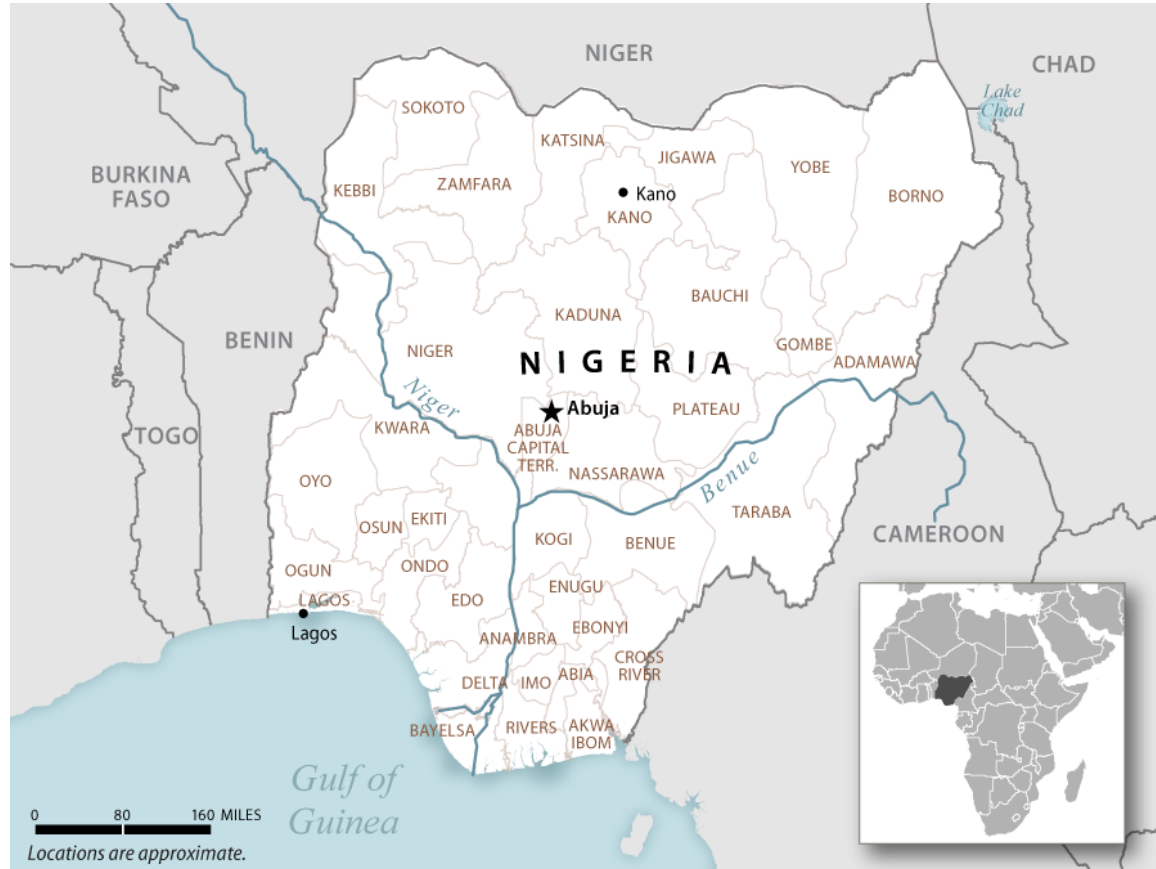 NIGER
CHAD
Lake
Chad
SOKOTO
KATSINA
JIGAWA
YOBE
BURKINA
FASO
KEBBI
ZAMFARA
Kano
KANO
BORNO
BAUCHI
KADUNA
BENIN
NIGER
GOMBE
ADAMAWA
NIGERIA
Niger
Abuja
PLATEAU
TOGO
KWARA
ABUJA
CAPITAL
TERR.
NASSARAWA
Benue
OYO
TARABA
OSUN
EKITI
KOGI
BENUE
CAMEROON
OGUN
ONDO
ENUGU
LAGOS
EDO
Lagos
ANAMBRA
EBONYI
CROSS
RIVER
DELTA
IMO
ABIA
BAYELSA
RIVERS
AKWA
IBOM
Gulf of
Guinea
0 80 160 MILES
Locations are approximate.